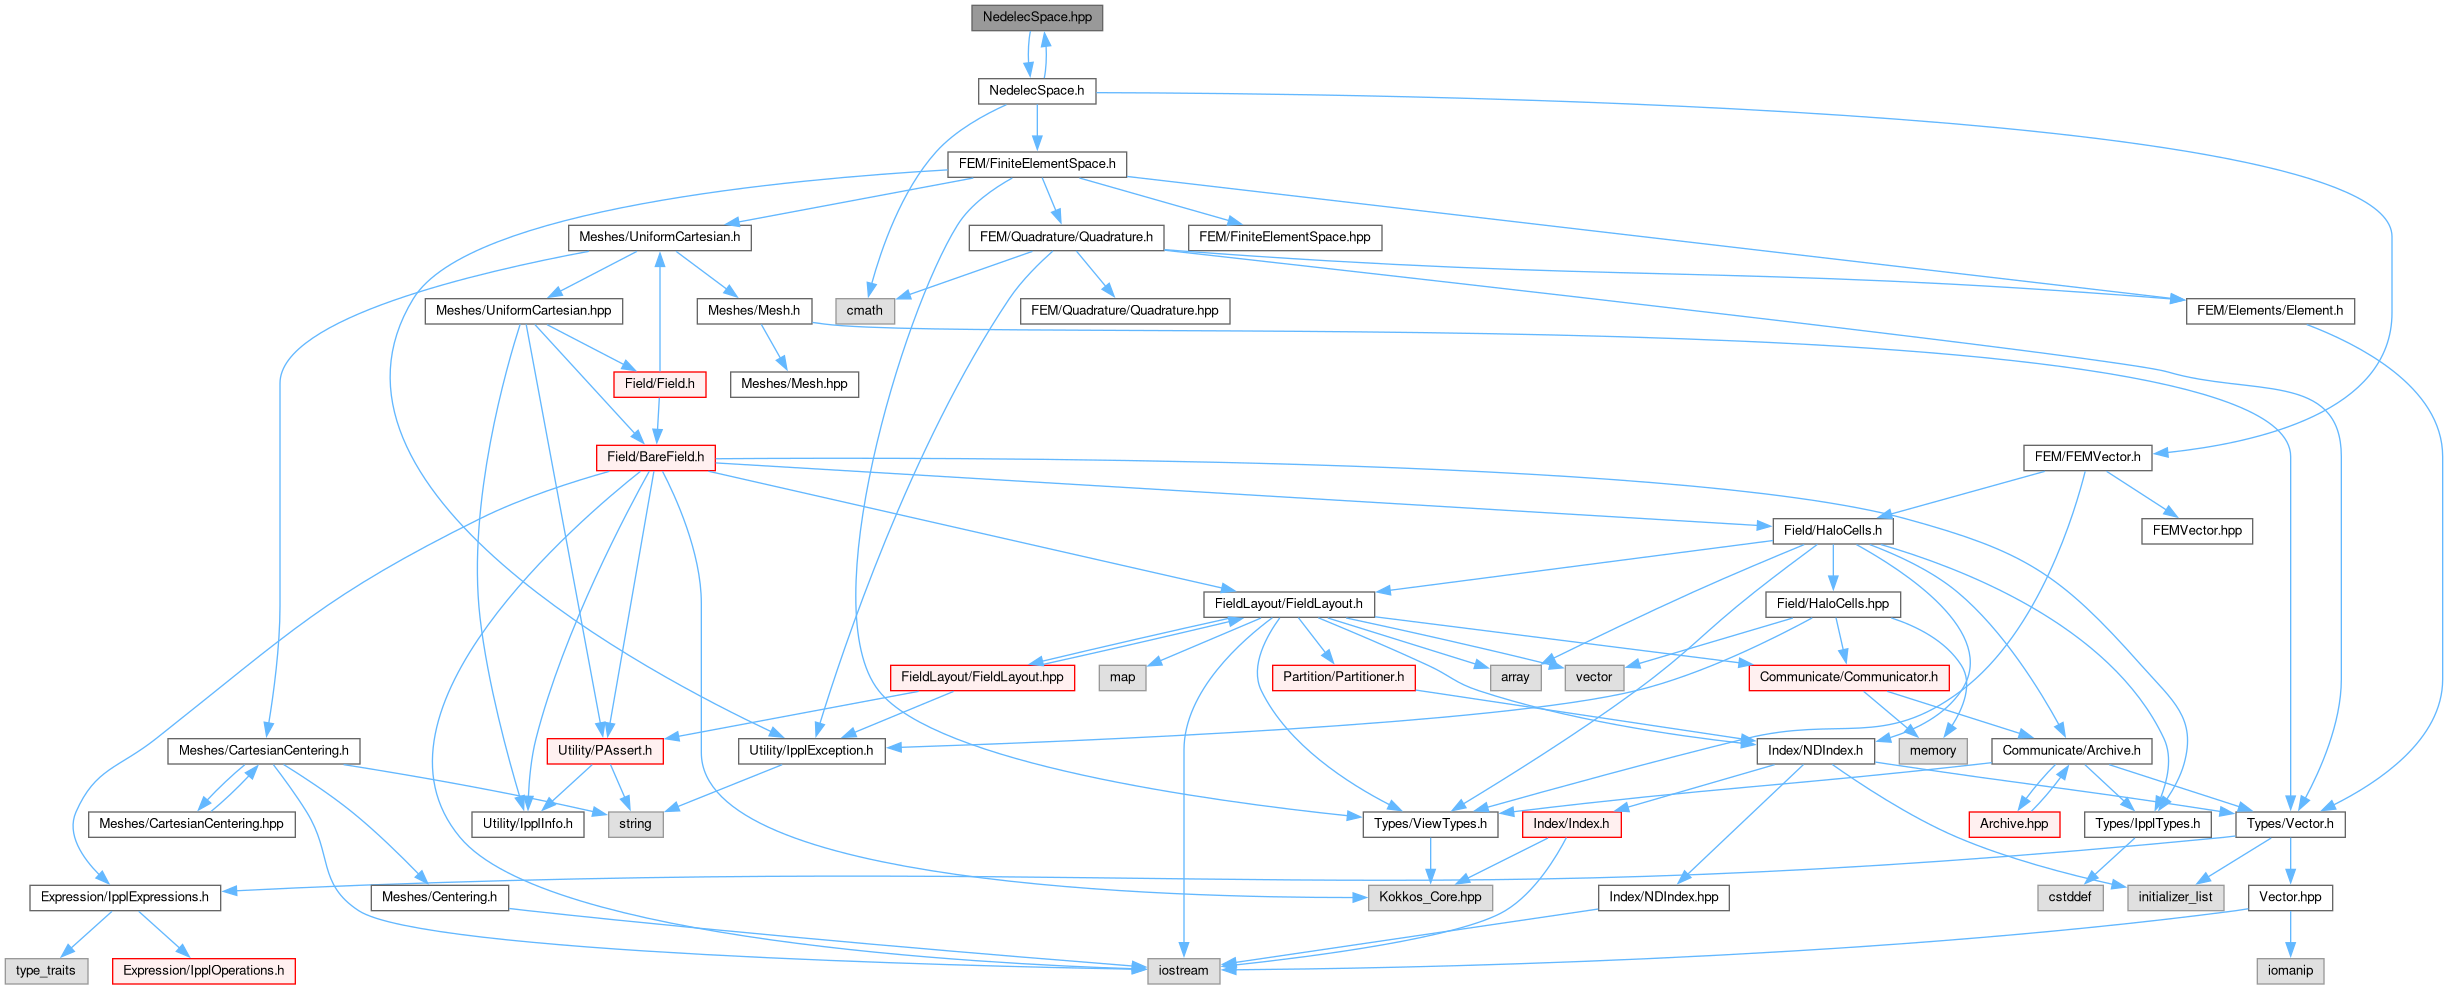 NedelecSpace.hpp
NedelecSpace.h
FEM/FiniteElementSpace.h
Meshes/UniformCartesian.h
FEM/Quadrature/Quadrature.h
FEM/FiniteElementSpace.hpp
Meshes/UniformCartesian.hpp
Meshes/Mesh.h
cmath
FEM/Quadrature/Quadrature.hpp
FEM/Elements/Element.h
Field/Field.h
Meshes/Mesh.hpp
Field/BareField.h
FEM/FEMVector.h
Field/HaloCells.h
FEMVector.hpp
FieldLayout/FieldLayout.h
Field/HaloCells.hpp
FieldLayout/FieldLayout.hpp
map
Partition/Partitioner.h
array
vector
Communicate/Communicator.h
Meshes/CartesianCentering.h
Utility/PAssert.h
Utility/IpplException.h
Index/NDIndex.h
memory
Communicate/Archive.h
Meshes/CartesianCentering.hpp
Utility/IpplInfo.h
string
Types/ViewTypes.h
Index/Index.h
Archive.hpp
Types/IpplTypes.h
Types/Vector.h
Expression/IpplExpressions.h
Meshes/Centering.h
Kokkos_Core.hpp
Index/NDIndex.hpp
cstddef
initializer_list
Vector.hpp
type_traits
Expression/IpplOperations.h
iostream
iomanip